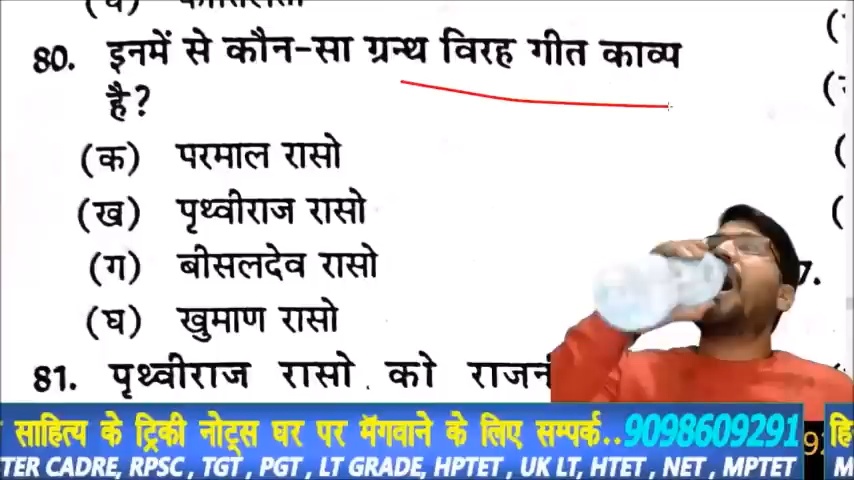 80. इनमें से कौन-सा ग्रन्थ विरह गीत काव्य
है?
(क) परमाल रासो
(ख) पृथ्वीराज रासो
(ग) बीसलदेव रासो
(घ) खुमाण रासो
81. पृथ्वीराज रासो को
साहित्य के ट्रिकी नोट्स घर पर मॅगवाने के लिए सम्पर्क..9098609291
TER CADRE, RPSC , TGT , PGT , LT GRADE, HPTET , UK LT, HTET , NET , MPTET